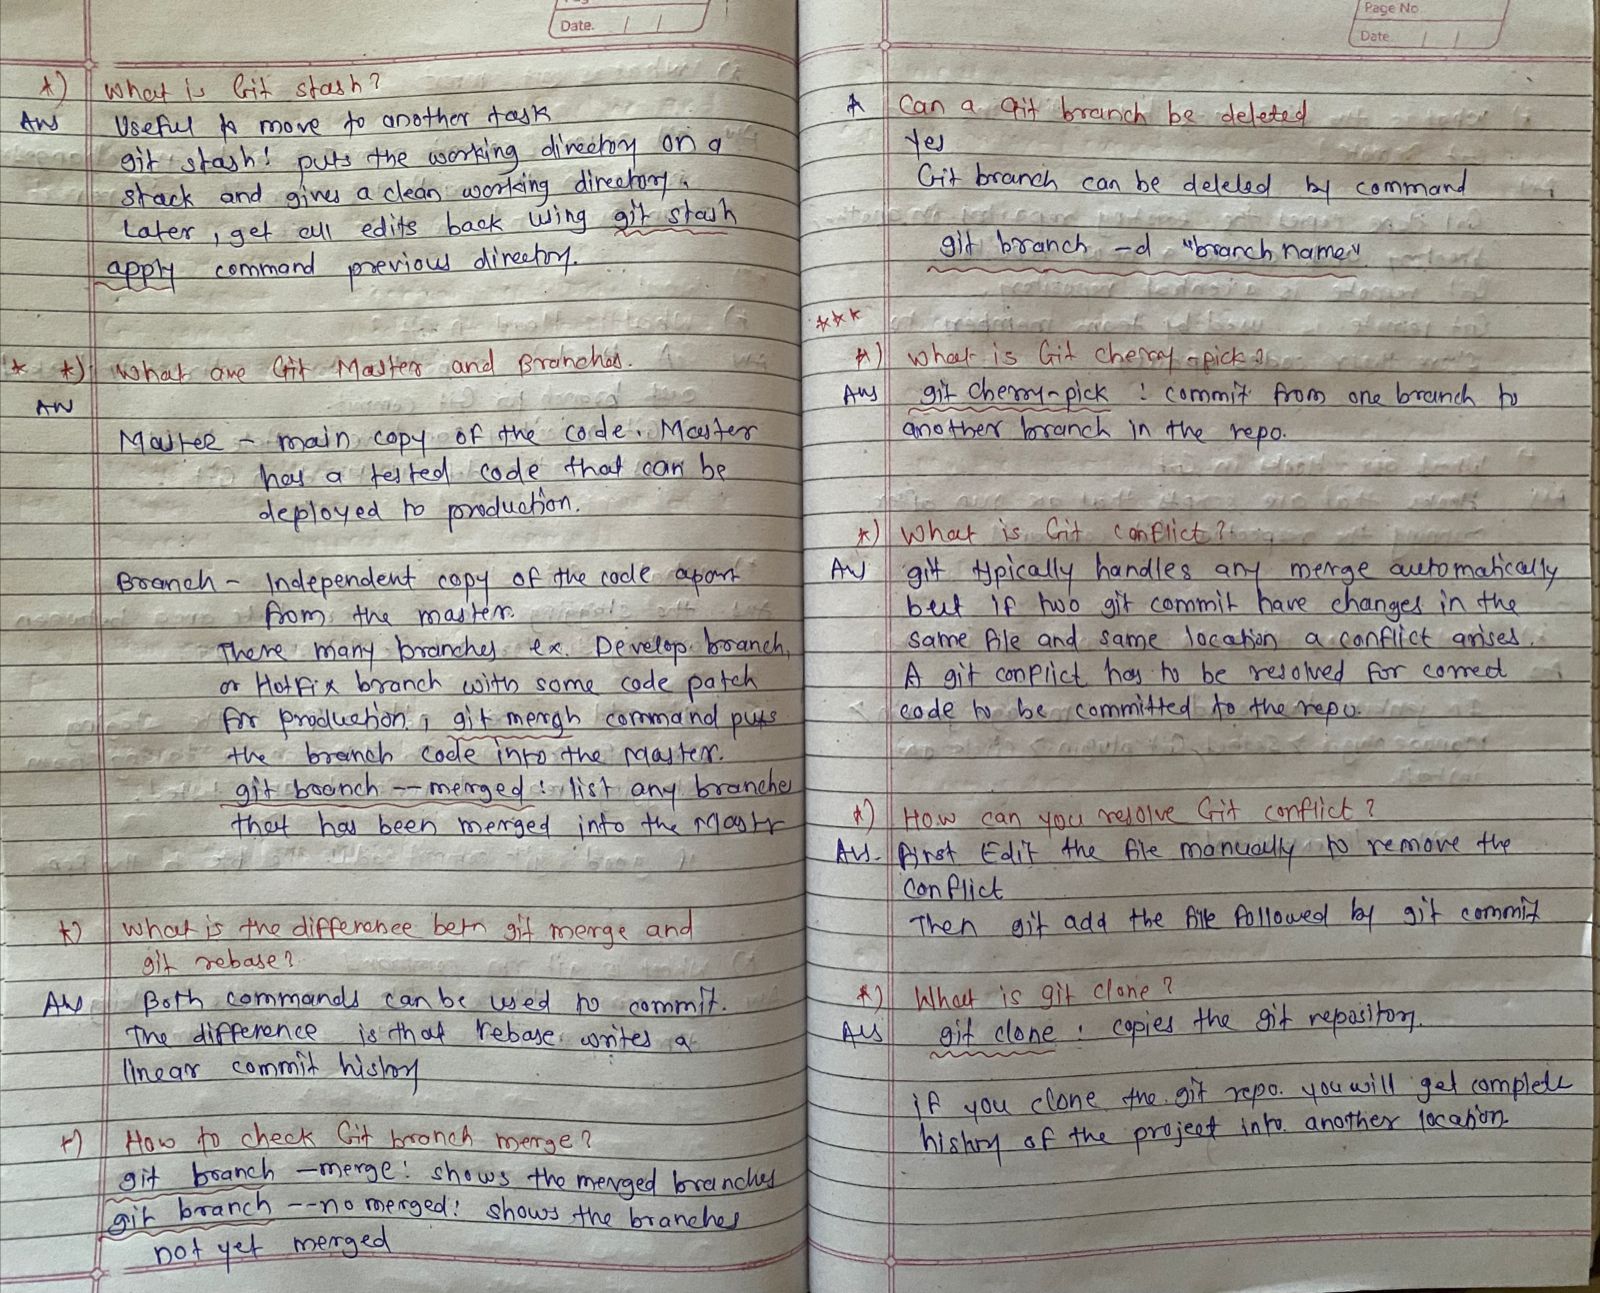 Date.
*) What is Git stash?
Ans Useful to move to another task
git stash: puts the working directory on a
stack and gives a clean working directory.
Later, get all edits back using git stash
apply command previous directory.
* *) What are Git Master and Branches.
An
Master - main copy of the code. Master
has a tested code that can be
deployed to production.
Branch - Independent copy of the code apart
from the master.
There many branches ex. Develop branch,
or Hotfix branch with some code patch
for production, git mergh command puts
the branch code into the Master.
git branch --merged: list any branches
that has been merged into the Mastr
*) What is the difference betn git merge and
git rebase?
Ans Both commands can be used to commit.
The difference is that rebase writes a
linear commit history
*) How to check Git branch merge?
git branch -merge: shows the merged branches
git branch --no merged: shows the branches
not yet merged
Page No
Date
* Can a Git branch be deleted
Yes
Git branch can be deleted by command
git branch -d "branch name"
***
*) What is Git cherry-pick?
Ans git cherry-pick : commit from one branch to
another branch in the repo.
*) What is Git conflict?
An git typically handles any merge automatically
but if two git commit have changes in the
same file and same location a conflict arises.
A git conflict has to be resolved for correct
code to be committed to the repo.
*) How can you resolve Git conflict?
An. First Edit the file manually to remove the
conflict
Then git add the file followed by git commit
*) What is git clone?
Ans git clone : copies the git repository.
if you clone the git repo. you will get complete
history of the project into another location.